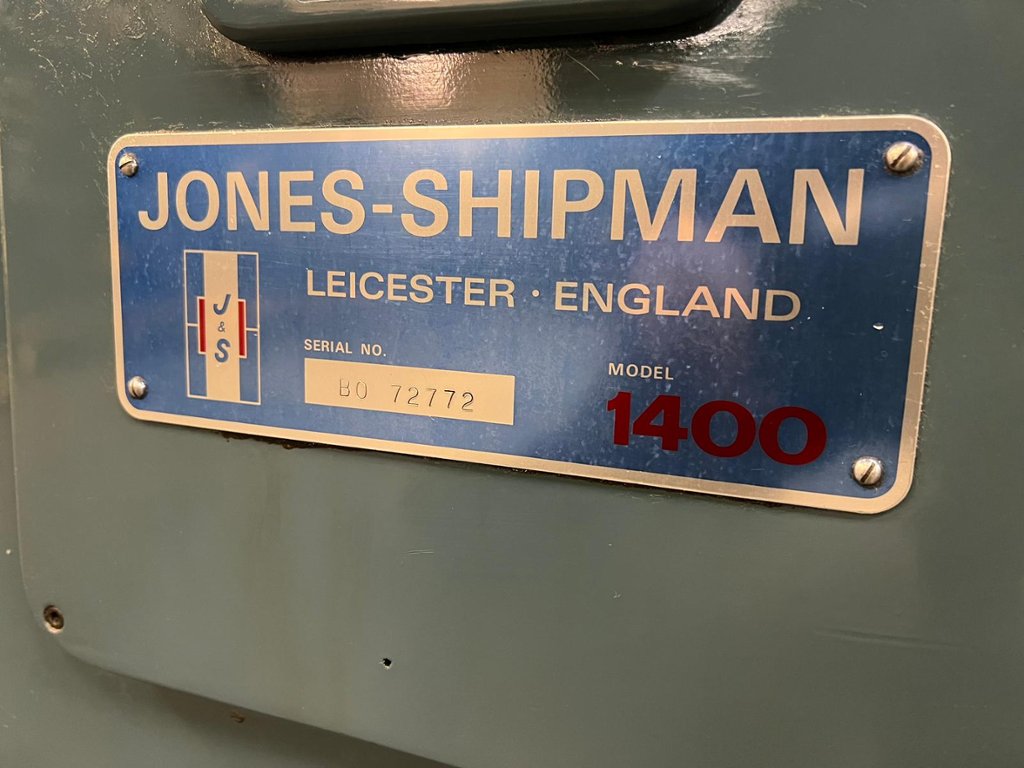 JONES-SHIPMAN
LEICESTER · ENGLAND
J
&
S
SERIAL NO.
BO 72772
MODEL
1400